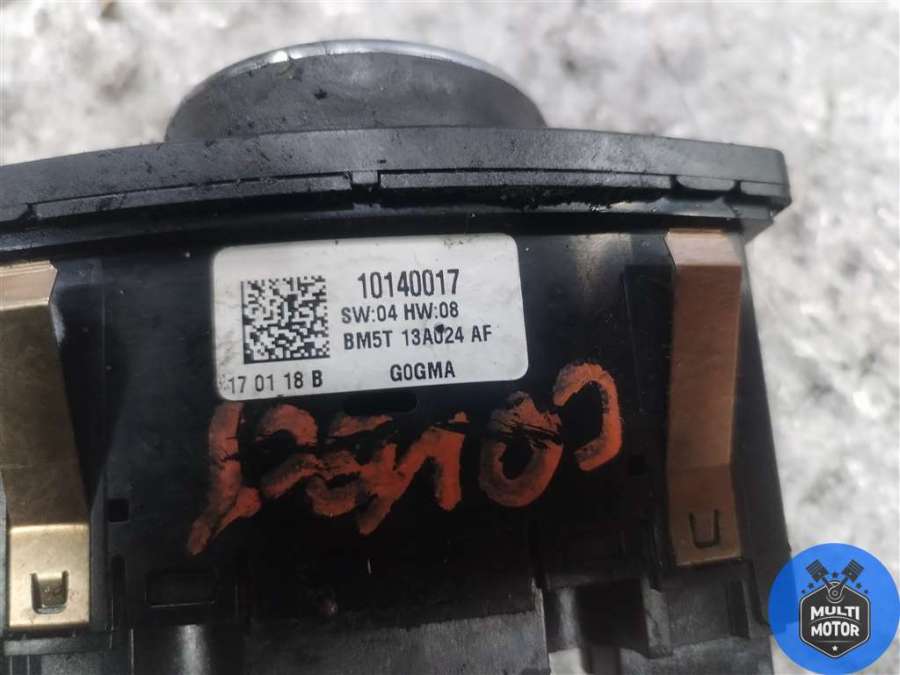 10140017
SW:04 HW:08
BM5T 13A024 AF
17 01 18 B
G0GMA
MULTI
MOTOR